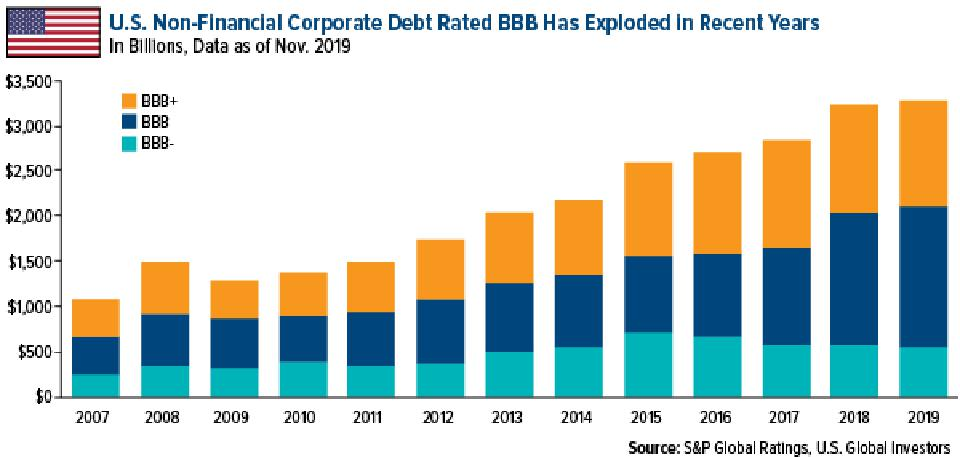 U.S. Non-Financial Corporate Debt Rated BBB Has Exploded in Recent Years
In Billions, Data as of Nov. 2019
$3,500
$3,000
$2,500
$2,000
$1,500
$1,000
$500
$0
BBB+
BBB
BBB-
2007 2008 2009 2010 2011 2012 2013 2014 2015 2016 2017 2018 2019
Source: S&P Global Ratings, U.S. Global Investors